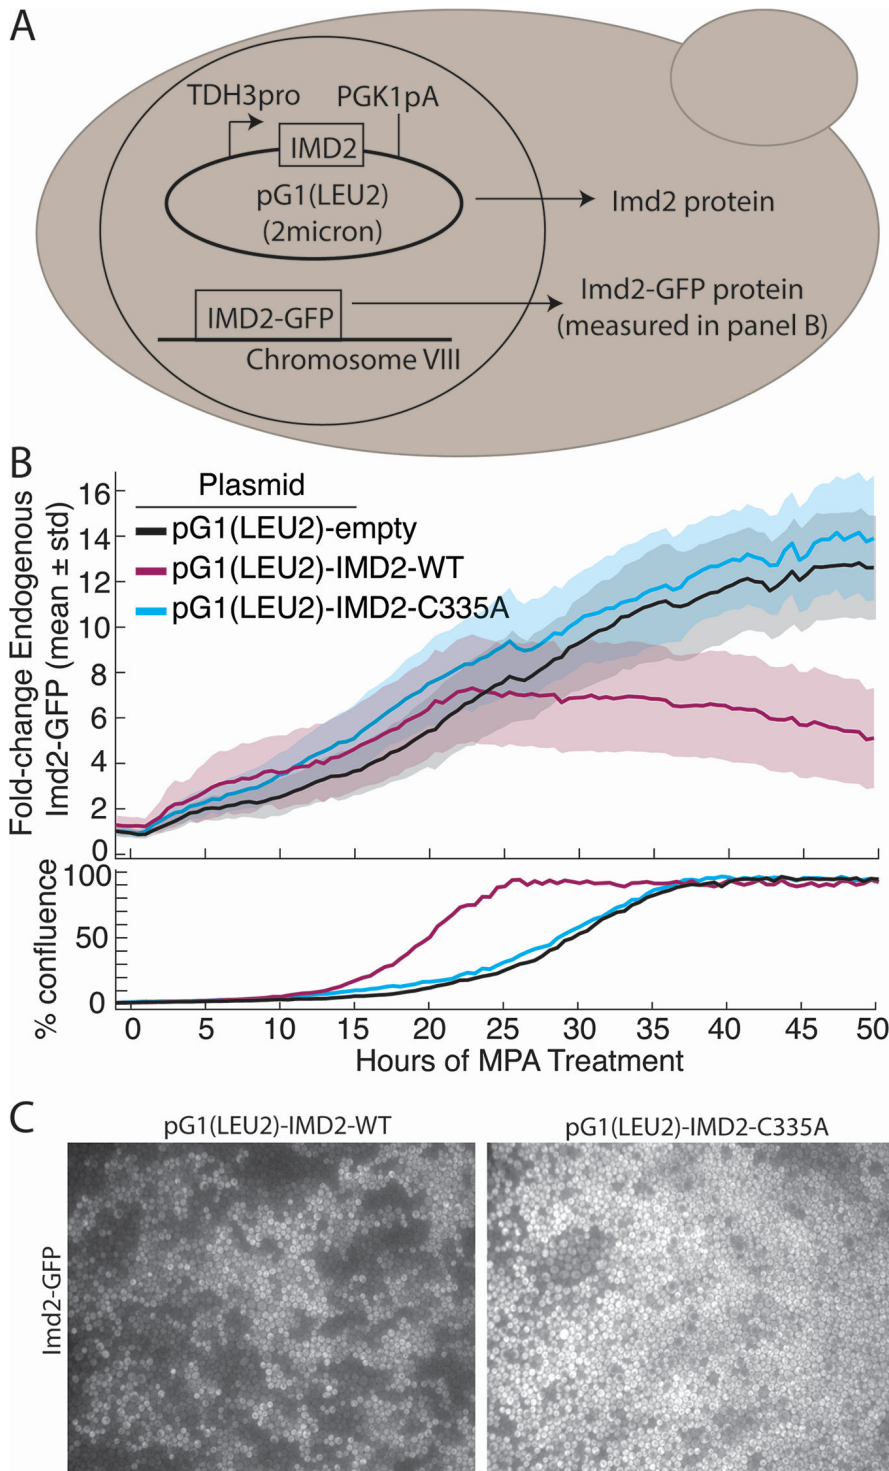 A
TDH3pro
PGK1pA
IMD2
pG1(LEU2)
(2micron)
Imd2 protein
IMD2-GFP
Imd2-GFP protein
(measured in panel B)
Chromosome VIII
B
Fold-change Endogenous
Imd2-GFP (mean ± std)
16
14
12
10
8
6
4
2
0
Plasmid
pG1(LEU2)-empty
pG1(LEU2)-IMD2-WT
pG1(LEU2)-IMD2-C335A
% confluence
100
50
0
0 5 10 15 20 25 30 35 40 45 50
Hours of MPA Treatment
C
pG1(LEU2)-IMD2-WT
pG1(LEU2)-IMD2-C335A
Imd2-GFP